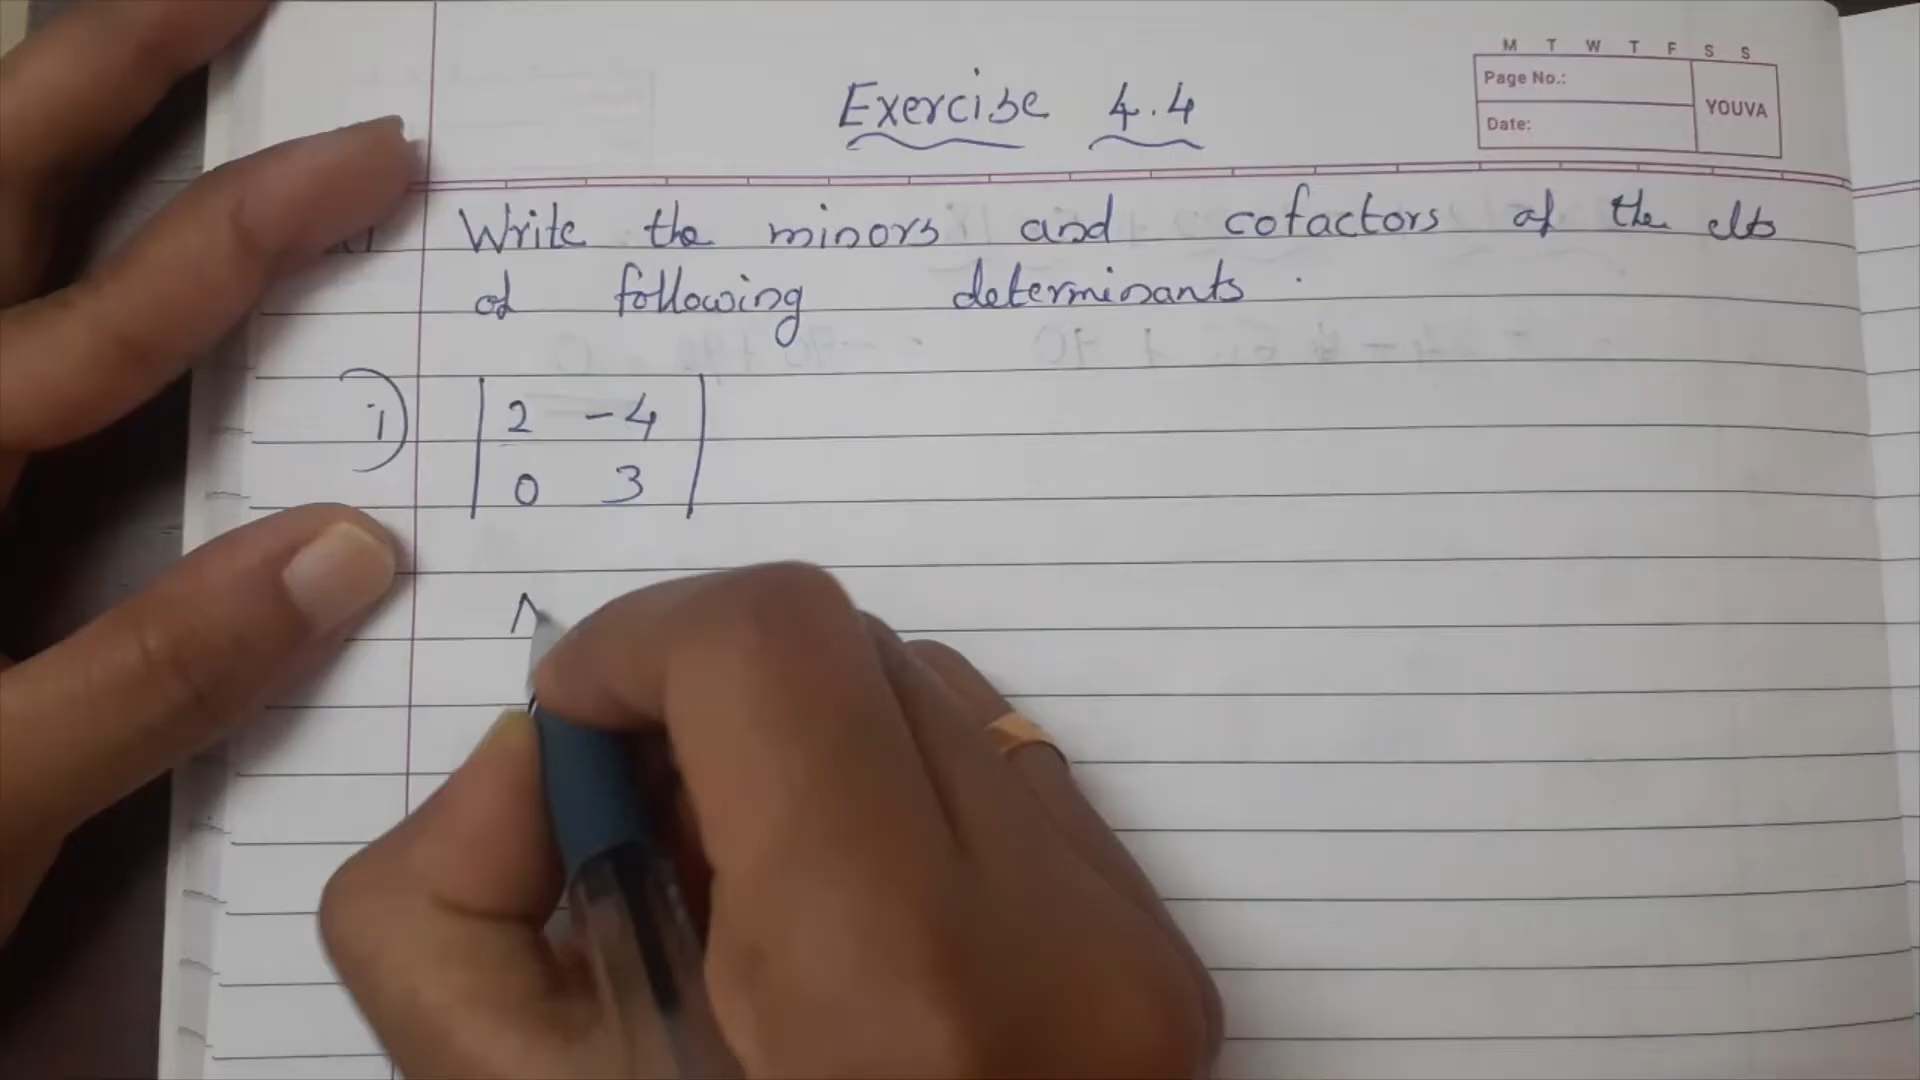 M T W T F S S
Page No.:
YOUVA
Date:
Exercise 4.4
Write the minors and cofactors of the elts
of following determinants.
i) | 2 -4 |
| 0 3 |